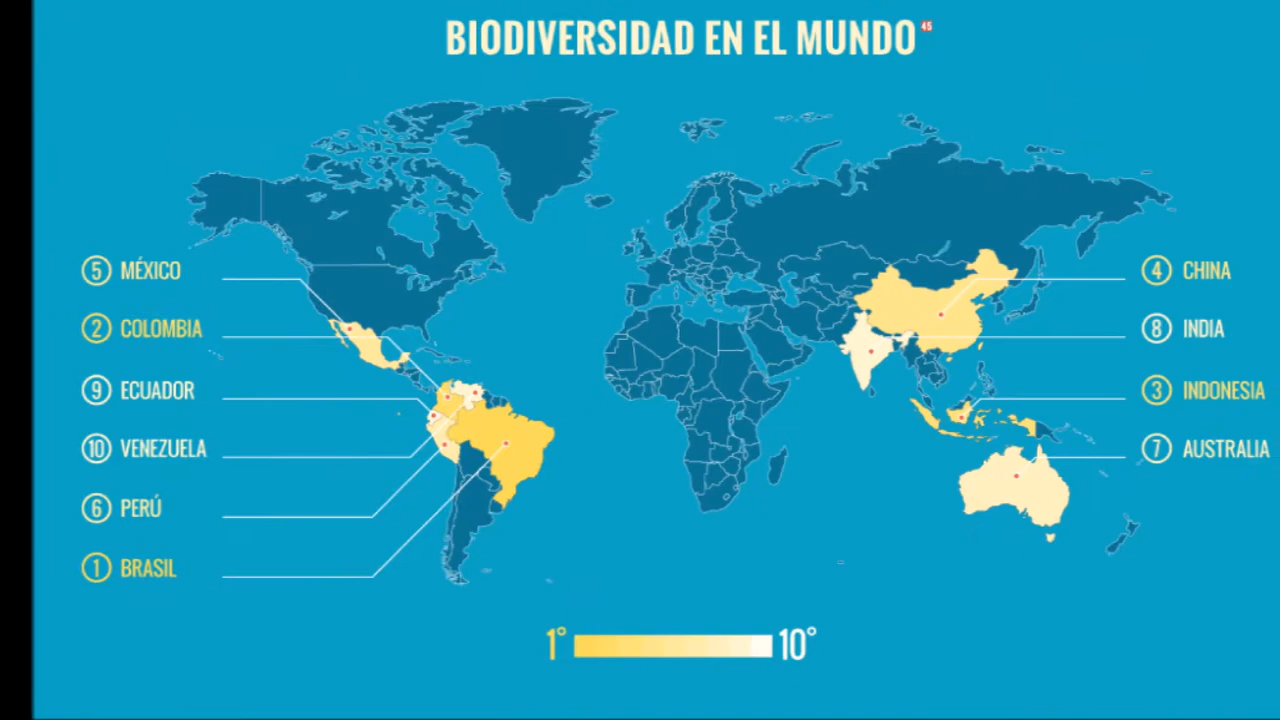 BIODIVERSIDAD EN EL MUNDO 45
5 MÉXICO
2 COLOMBIA
9 ECUADOR
10 VENEZUELA
6 PERÚ
1 BRASIL
4 CHINA
8 INDIA
3 INDONESIA
7 AUSTRALIA
1° 10°